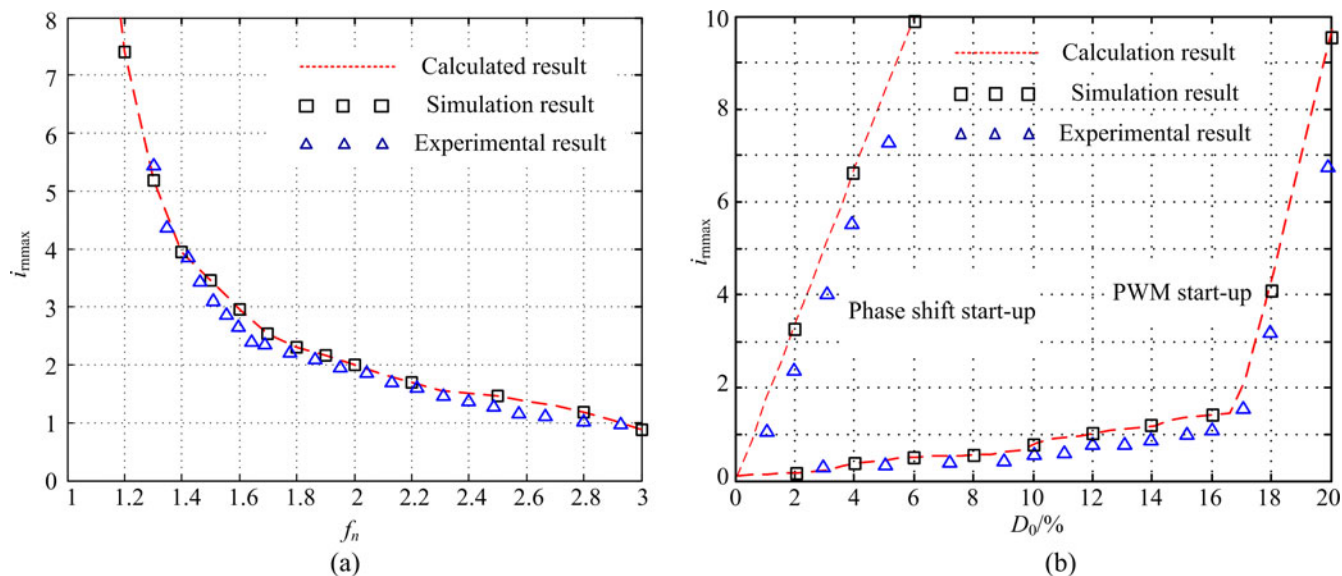 8
7
6
5
4
3
2
1
0
i_rmmax
1 1.2 1.4 1.6 1.8 2 2.2 2.4 2.6 2.8 3
f_n
(a)
Calculated result
Simulation result
Experimental result
10
8
6
4
2
0
i_rmmax
0 2 4 6 8 10 12 14 16 18 20
D_0/%
(b)
Calculation result
Simulation result
Experimental result
Phase shift start-up
PWM start-up